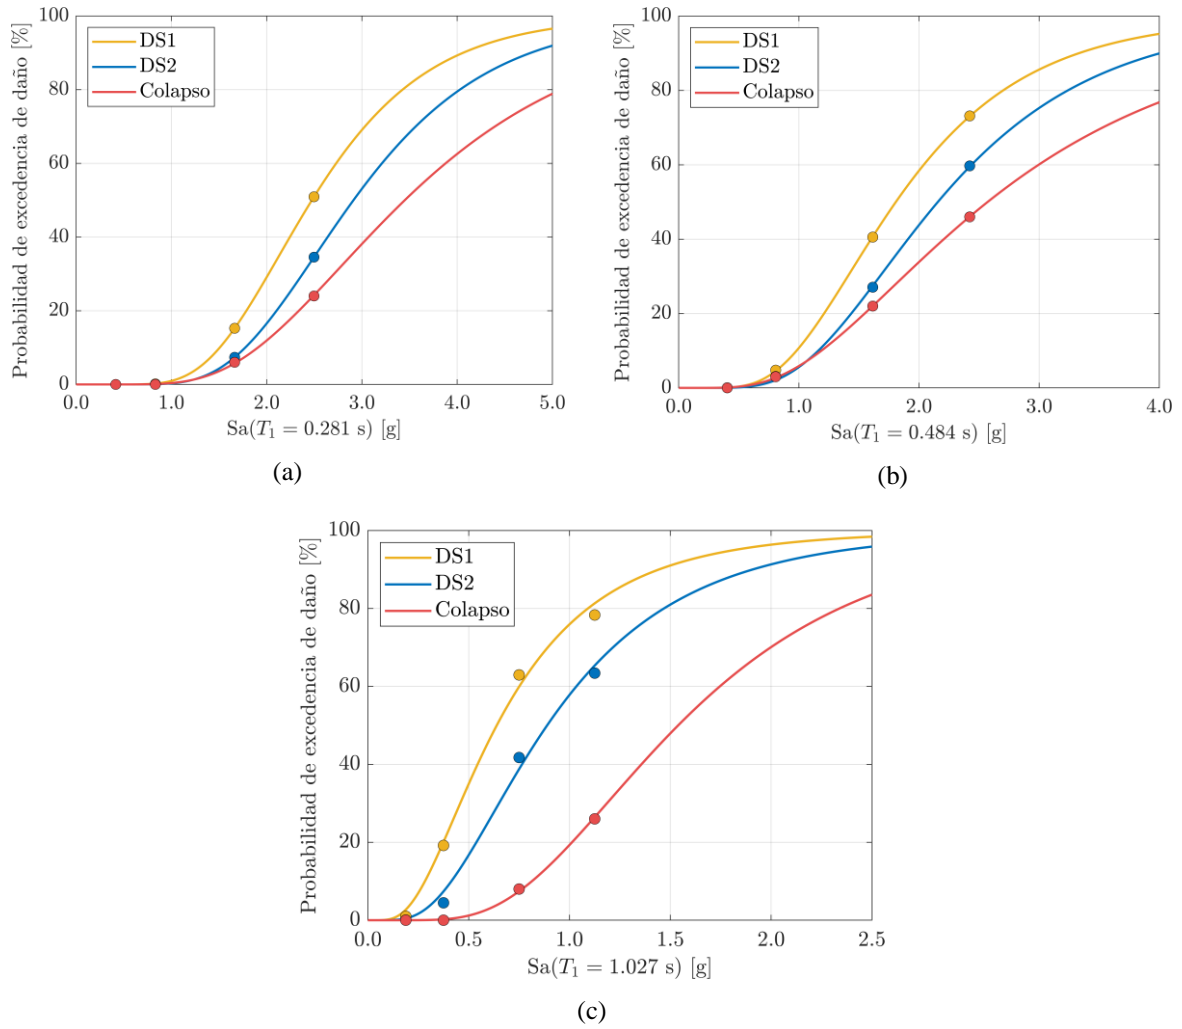 Probabilidad de excedencia de daño [%]
100
80
60
40
20
0
DS1
DS2
Colapso
0.0 1.0 2.0 3.0 4.0 5.0
Sa(T₁ = 0.281 s) [g]
(a)
Probabilidad de excedencia de daño [%]
100
80
60
40
20
0
DS1
DS2
Colapso
0.0 1.0 2.0 3.0 4.0
Sa(T₁ = 0.484 s) [g]
(b)
Probabilidad de excedencia de daño [%]
100
80
60
40
20
0
DS1
DS2
Colapso
0.0 0.5 1.0 1.5 2.0 2.5
Sa(T₁ = 1.027 s) [g]
(c)